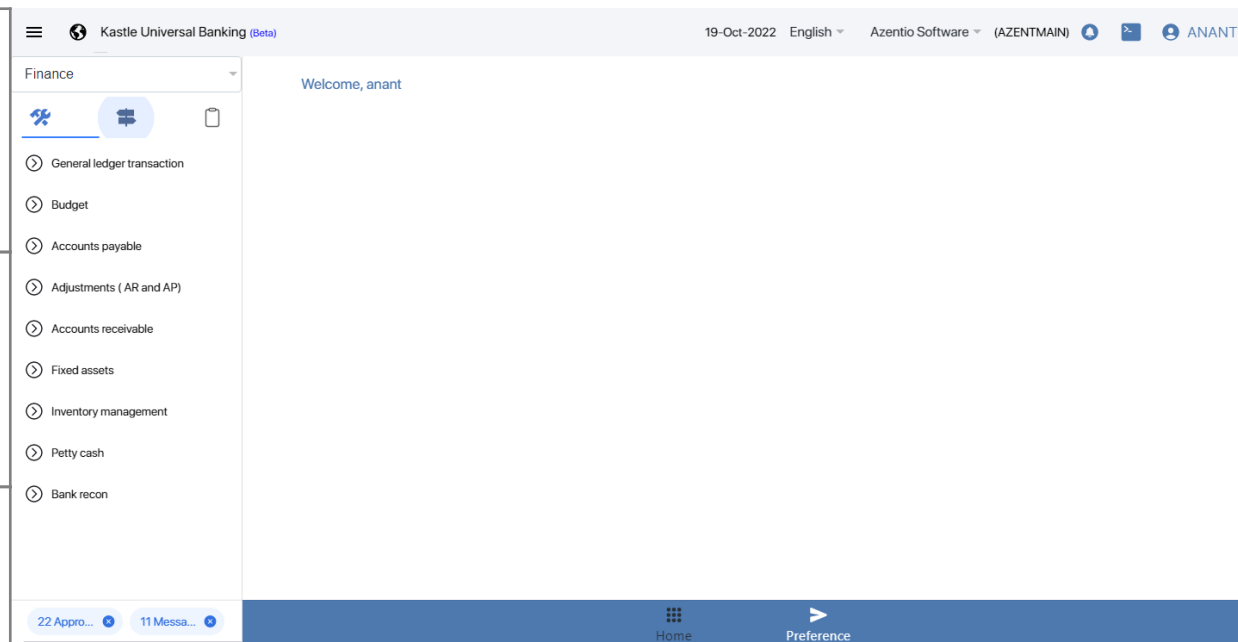 Kastle Universal Banking (Beta)
19-Oct-2022 English Azentio Software (AZENTMAIN) ANANT
Finance
Welcome, anant
General ledger transaction
Budget
Accounts payable
Adjustments ( AR and AP)
Accounts receivable
Fixed assets
Inventory management
Petty cash
Bank recon
22 Appro... 11 Messa...
Home Preference